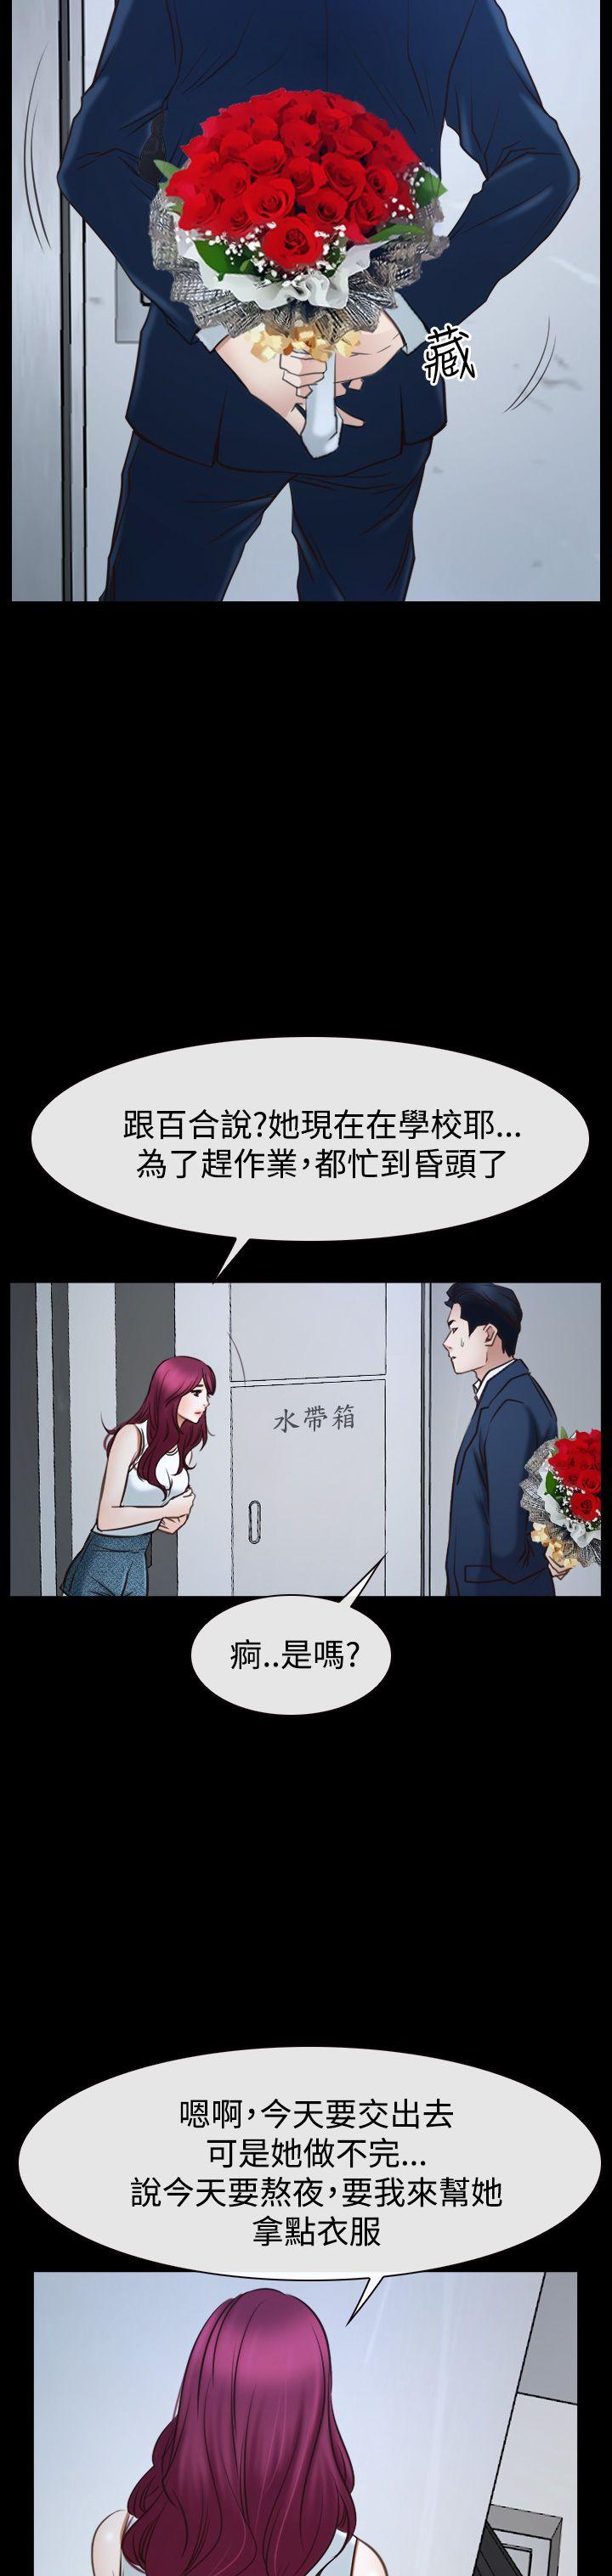 藏
跟百合說?她現在在學校耶...
為了趕作業,都忙到昏頭了
水帶箱
痾..是嗎?
嗯啊,今天要交出去
可是她做不完...
說今天要熬夜,要我來幫她
拿點衣服